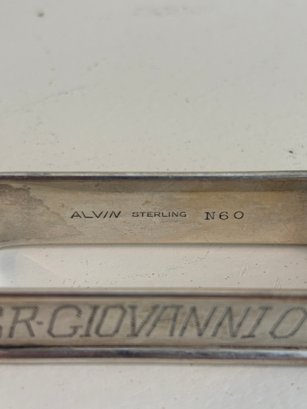 ALVIN STERLING N60
GR-GIOVANNI O